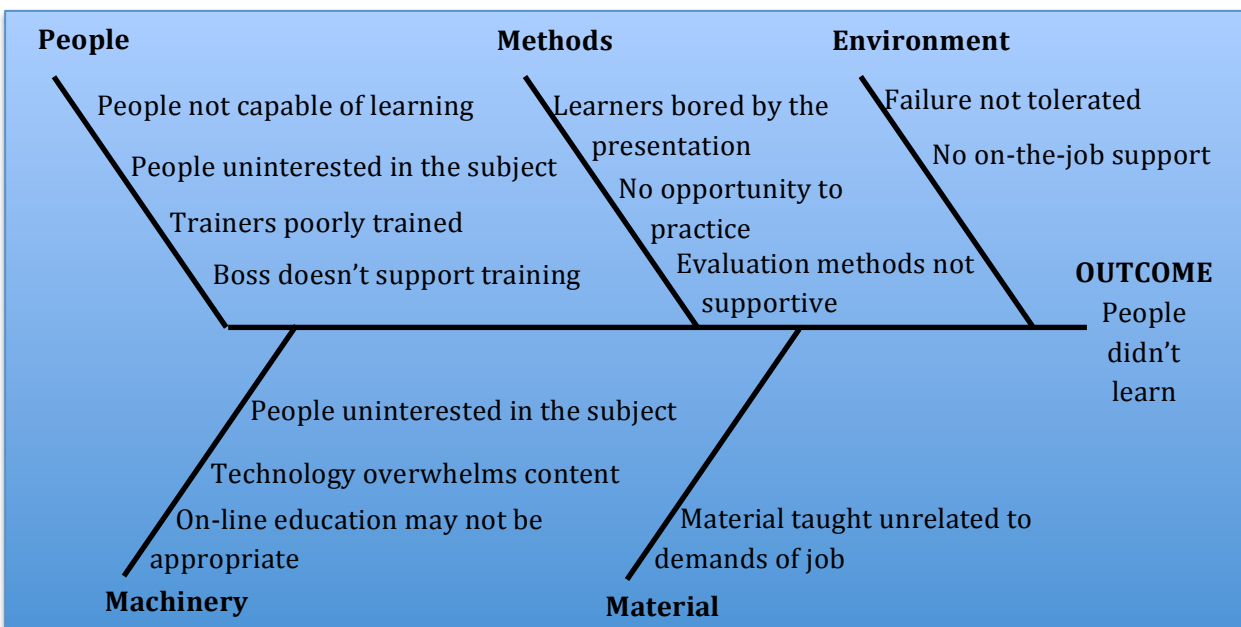 People
People not capable of learning
People uninterested in the subject
Trainers poorly trained
Boss doesn’t support training
Methods
Learners bored by the
presentation
No opportunity to
practice
Evaluation methods not
supportive
Environment
Failure not tolerated
No on-the-job support
OUTCOME
People
didn’t
learn
People uninterested in the subject
Technology overwhelms content
On-line education may not be
appropriate
Machinery
Material taught unrelated to
demands of job
Material